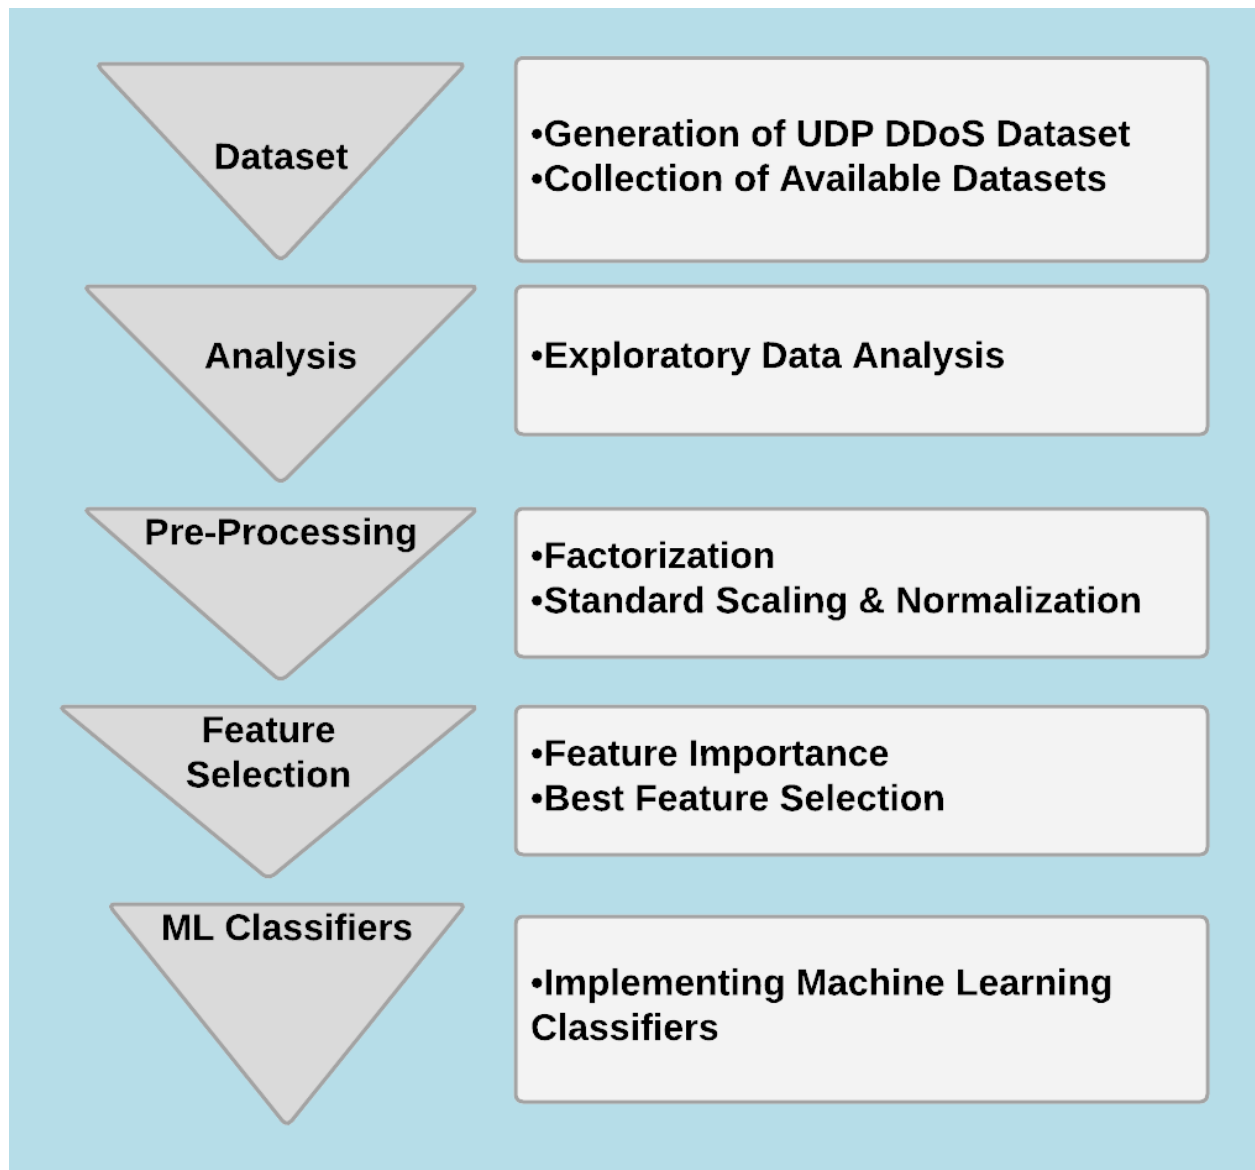 Dataset
•Generation of UDP DDoS Dataset
•Collection of Available Datasets
Analysis
•Exploratory Data Analysis
Pre-Processing
•Factorization
•Standard Scaling & Normalization
Feature
Selection
•Feature Importance
•Best Feature Selection
ML Classifiers
•Implementing Machine Learning
Classifiers